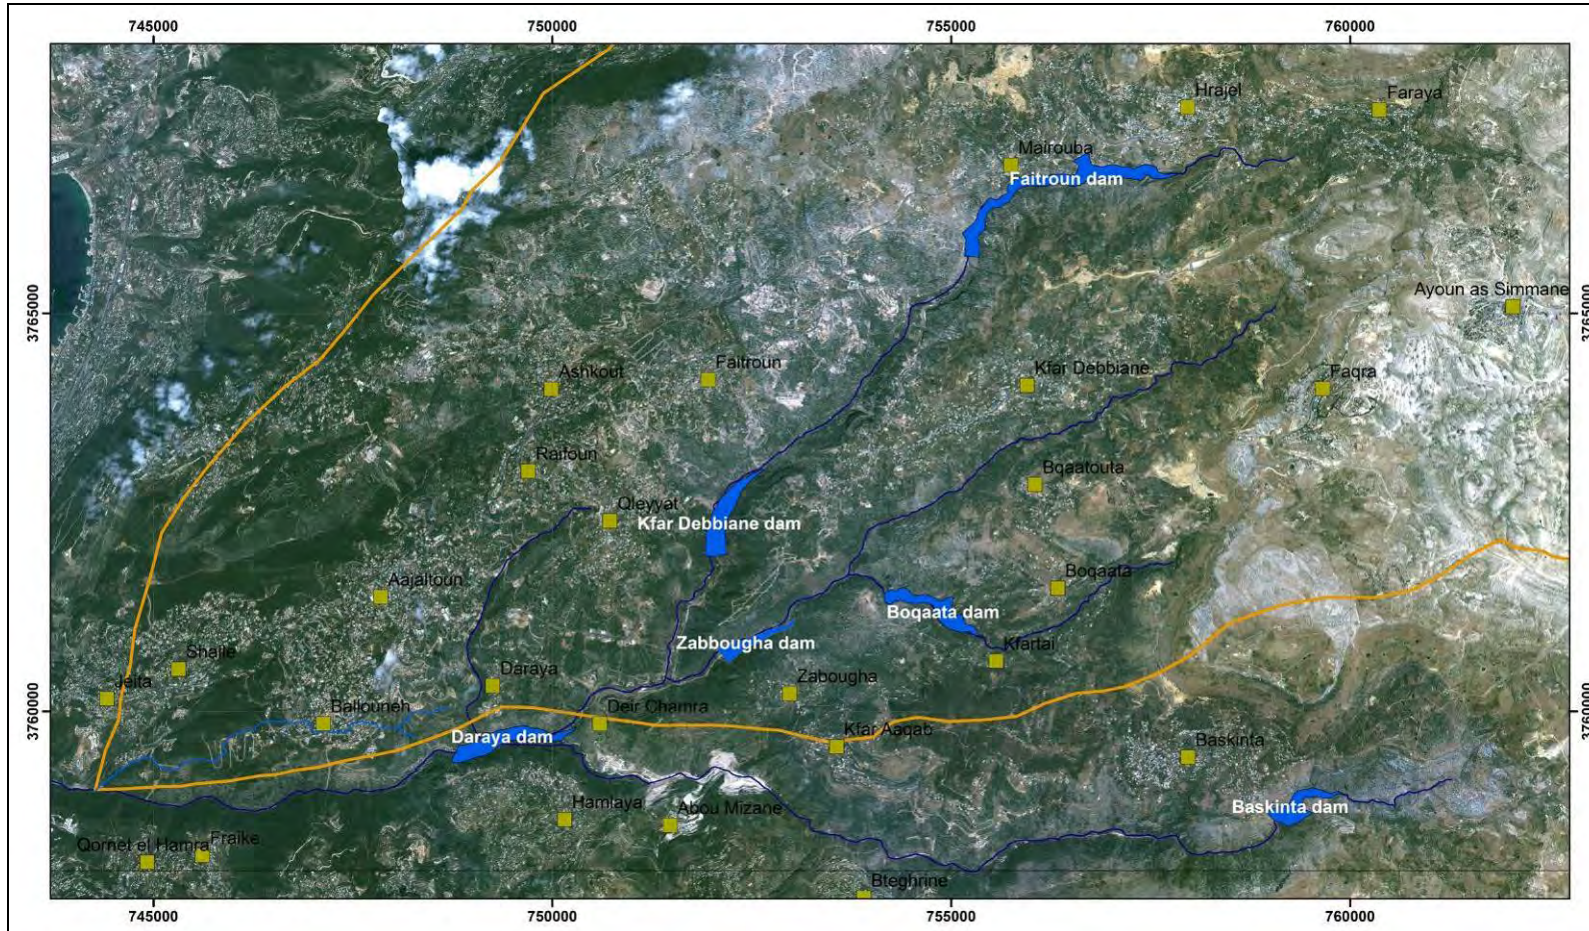 745000
750000
755000
760000
Hrajel
Faraya
Mairouba
Faitroun dam
Ayoun as Simmane
3765000
3765000
Ashkout
Faitroun
Kfar Debbiane
Faqra
Raifoun
Bqaatouta
Qleyyat
Kfar Debbiane dam
Aajaltoun
Boqaata
Boqaata dam
Zabbougha dam
Kfartai
Shaile
Jeita
Daraya
Zabougha
3760000
3760000
Ballouneh
Deir Chamra
Daraya dam
Kfar Aaqab
Baskinta
Hamlaya
Abou Mizane
Baskinta dam
Qornet el Hamra
Fraike
Bteghrine
745000
750000
755000
760000